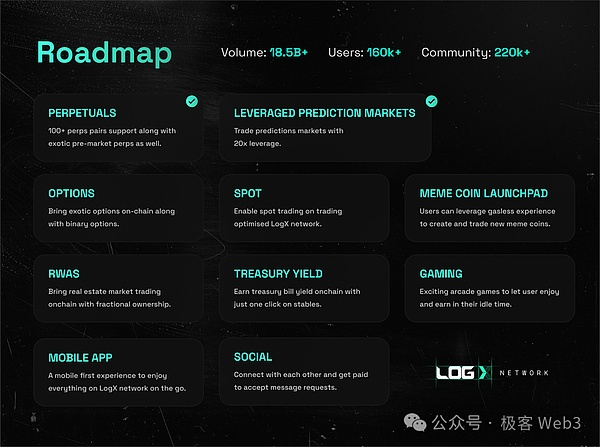 Roadmap
Volume: 18.5B+ Users: 160k+ Community: 220k+
PERPETUALS
100+ perps pairs support along with
exotic pre-market perps as well.
LEVERAGED PREDICTION MARKETS
Trade predictions markets with
20x leverage.
OPTIONS
Bring exotic options on-chain along
with binary options.
SPOT
Enable spot trading on trading
optimised LogX network.
MEME COIN LAUNCHPAD
Users can leverage gasless experience
to create and trade new meme coins.
RWAS
Bring real estate market trading
onchain with fractional ownership.
TREASURY YIELD
Earn treasury bill yield onchain with
just one click on stables.
GAMING
Exciting arcade games to let user enjoy
and earn in their idle time.
MOBILE APP
A mobile first experience to enjoy
everything on LogX network on the go.
SOCIAL
Connect with each other and get paid
to accept message requests.
LOGX NETWORK
公众号 · 极客 Web3